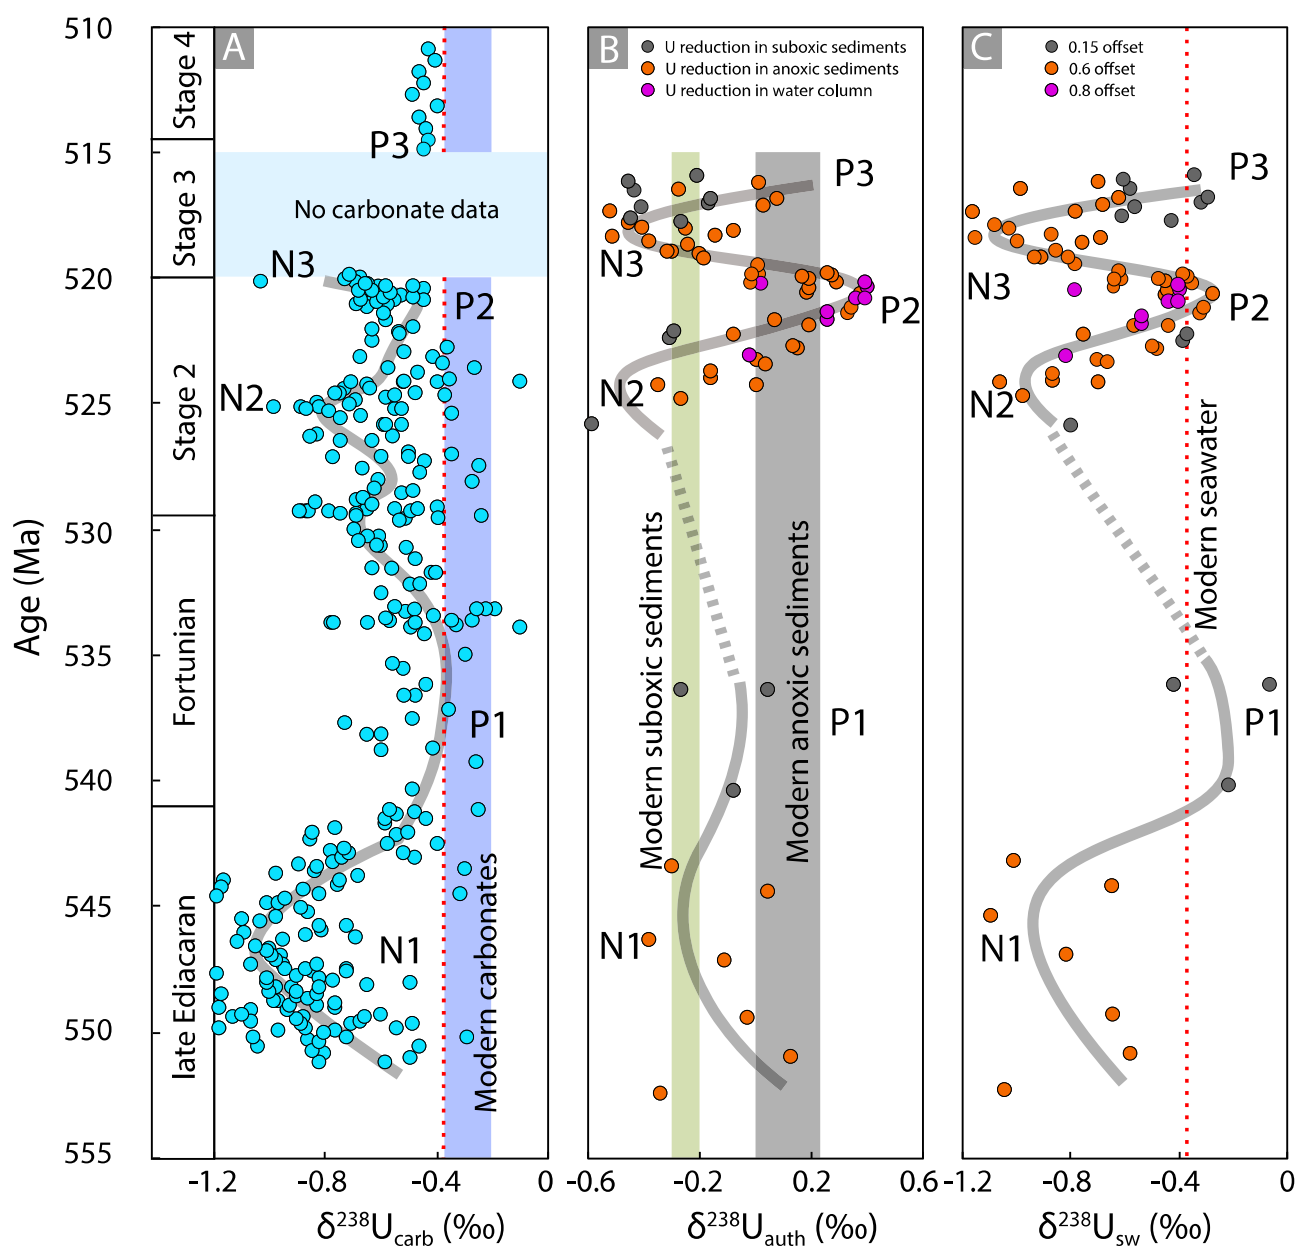 510
515
520
525
530
535
540
545
550
555
Age (Ma)
Stage 4
Stage 3
Stage 2
Fortunian
late Ediacaran
A
P3
No carbonate data
N3
P2
N2
P1
N1
Modern carbonates
-1.2
-0.8
-0.4
0
δ²³⁸U_carb (‰)
B
U reduction in suboxic sediments
U reduction in anoxic sediments
U reduction in water column
P3
N3
P2
N2
Modern suboxic sediments
Modern anoxic sediments
P1
N1
-0.6
-0.2
0.2
0.6
δ²³⁸U_auth (‰)
C
0.15 offset
0.6 offset
0.8 offset
P3
N3
P2
N2
Modern seawater
P1
N1
-1.2
-0.8
-0.4
0
δ²³⁸U_sw (‰)